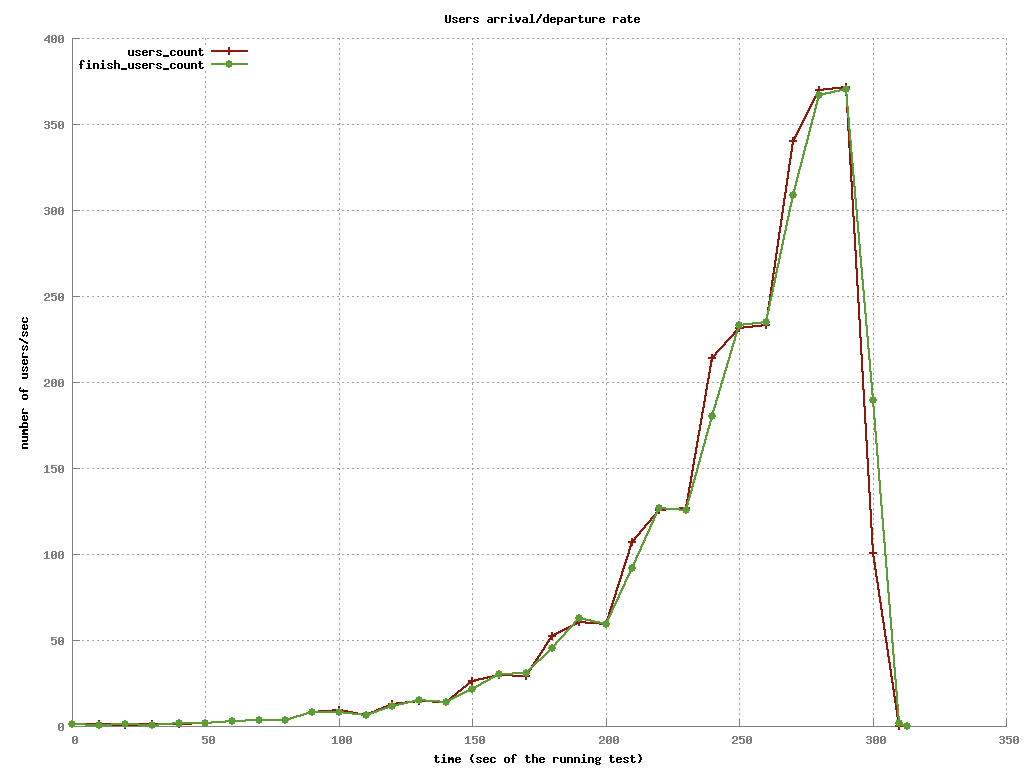 Users arrival/departure rate
400
users_count
finish_users_count
350
300
250
200
150
100
50
0
number of users/sec
0 50 100 150 200 250 300 350
time (sec of the running test)